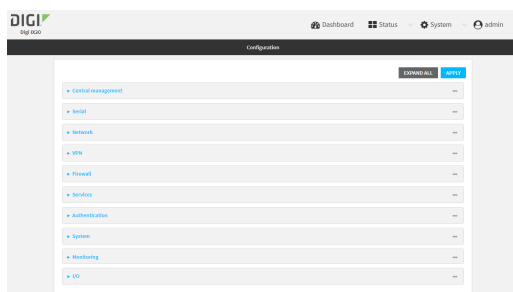 DIGI
Digi IX20
Dashboard
Status
System
admin
Configuration
EXPAND ALL
APPLY
Central management
Serial
Network
VPN
Firewall
Services
Authentication
System
Monitoring
I/O